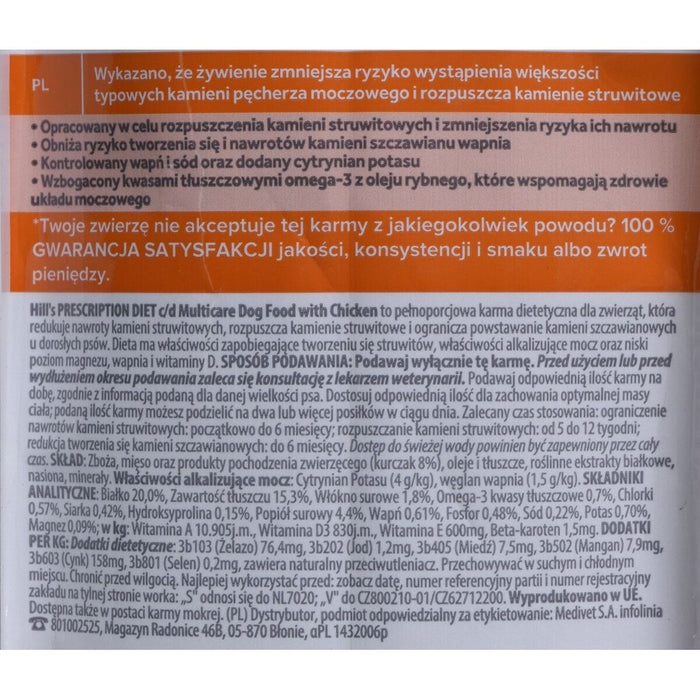 PL
Wykazano, że żywienie zmniejsza ryzyko wystąpienia większości
typowych kamieni pęcherza moczowego i rozpuszcza kamienie struwitowe
• Opracowany w celu rozpuszczenia kamieni struwitowych i zmniejszenia ryzyka ich nawrotu
• Obniża ryzyko tworzenia się i nawrotów kamieni szczawianu wapnia
• Kontrolowany wapń i sód oraz dodany cytrynian potasu
• Wzbogacony kwasami tłuszczowymi omega-3 z oleju rybnego, które wspomagają zdrowie
układu moczowego
*Twoje zwierzę nie akceptuje tej karmy z jakiegokolwiek powodu? 100 %
GWARANCJA SATYSFAKCJI jakości, konsystencji i smaku albo zwrot
pieniędzy.
Hill's PRESCRIPTION DIET c/d Multicare Dog Food with Chicken to pełnoporcjowa karma dietetyczna dla zwierząt, która
redukuje nawroty kamieni struwitowych, rozpuszcza kamienie struwitowe i ogranicza powstawanie kamieni szczawianowych
u dorosłych psów. Dieta ma właściwości zapobiegające tworzeniu się struwitów, właściwości alkalizujące mocz oraz niski
poziom magnezu, wapnia i witaminy D. SPOSÓB PODAWANIA: Podawaj wyłącznie tę karmę. Przed użyciem lub przed
wydłużeniem okresu podawania zaleca się konsultację z lekarzem weterynarii. Podawaj odpowiednią ilość karmy na
dobę, zgodnie z informacją podaną dla danej wielkości psa. Dostosuj odpowiednią ilość dla zachowania optymalnej masy
ciała; podaną ilość karmy możesz podzielić na dwa lub więcej posiłków w ciągu dnia. Zalecany czas stosowania: ograniczenie
nawrotów kamieni struwitowych: początkowo do 6 miesięcy; rozpuszczanie kamieni struwitowych: od 5 do 12 tygodni;
redukcja tworzenia się kamieni szczawianowych: do 6 miesięcy. Dostęp do świeżej wody powinien być zapewniony przez cały
czas. SKŁAD: Zboża, mięso oraz produkty pochodzenia zwierzęcego (kurczak 8%), oleje i tłuszcze, roślinne ekstrakty białkowe,
nasiona, minerały. Właściwości alkalizujące mocz: Cytrynian Potasu (4 g/kg), węglan wapnia (1,5 g/kg). SKŁADNIKI
ANALITYCZNE: Białko 20,0%, Zawartość tłuszczu 15,3%, Włókno surowe 1,8%, Omega-3 kwasy tłuszczowe 0,7%, Chlorki
0,57%, Siarka 0,42%, Hydroksyprolina 0,15%, Popiół surowy 4,4%, Wapń 0,61%, Fosfor 0,48%, Sód 0,22%, Potas 0,70%,
Magnez 0,09%; w kg: Witamina A 10.905j.m., Witamina D3 830j.m., Witamina E 600mg, Beta-karoten 1,5mg. DODATKI
PER KG: Dodatki dietetyczne: 3b103 (Żelazo) 76,4mg, 3b202 (Jod) 1,2mg, 3b405 (Miedź) 7,5mg, 3b502 (Mangan) 7,9mg,
3b603 (Cynk) 158mg, 3b801 (Selen) 0,2mg, zawiera naturalny przeciwutleniacz. Przechowywać w suchym i chłodnym
miejscu. Chronić przed wilgocią. Najlepiej wykorzystać przed: zobacz datę, numer referencyjny partii i numer rejestracyjny
zakładu na tylnej stronie worka: „S" odnosi się do NL7020; „V" do CZ800210-01/CZ62712200. Wyprodukowano w UE.
Dostępna także w postaci karmy mokrej. (PL) Dystrybutor, podmiot odpowiedzialny za etykietowanie: Medivet S.A. infolinia
☎ 801002525, Magazyn Radonice 46B, 05-870 Błonie, αPL 1432006p